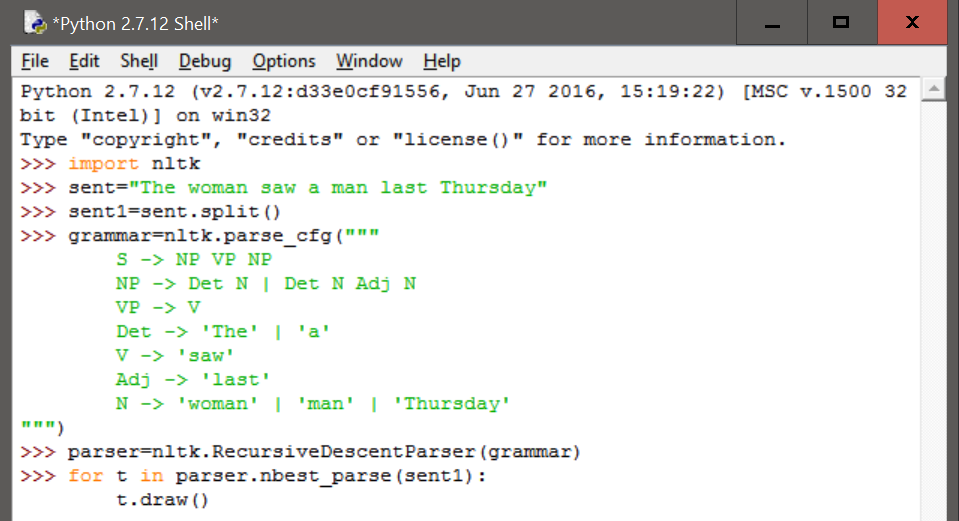 *Python 2.7.12 Shell*
File Edit Shell Debug Options Window Help
Python 2.7.12 (v2.7.12:d33e0cf91556, Jun 27 2016, 15:19:22) [MSC v.1500 32
bit (Intel)] on win32
Type "copyright", "credits" or "license()" for more information.
>>> import nltk
>>> sent="The woman saw a man last Thursday"
>>> sent1=sent.split()
>>> grammar=nltk.parse_cfg("""
        S -> NP VP NP
        NP -> Det N | Det N Adj N
        VP -> V
        Det -> 'The' | 'a'
        V -> 'saw'
        Adj -> 'last'
        N -> 'woman' | 'man' | 'Thursday'
""")
>>> parser=nltk.RecursiveDescentParser(grammar)
>>> for t in parser.nbest_parse(sent1):
        t.draw()